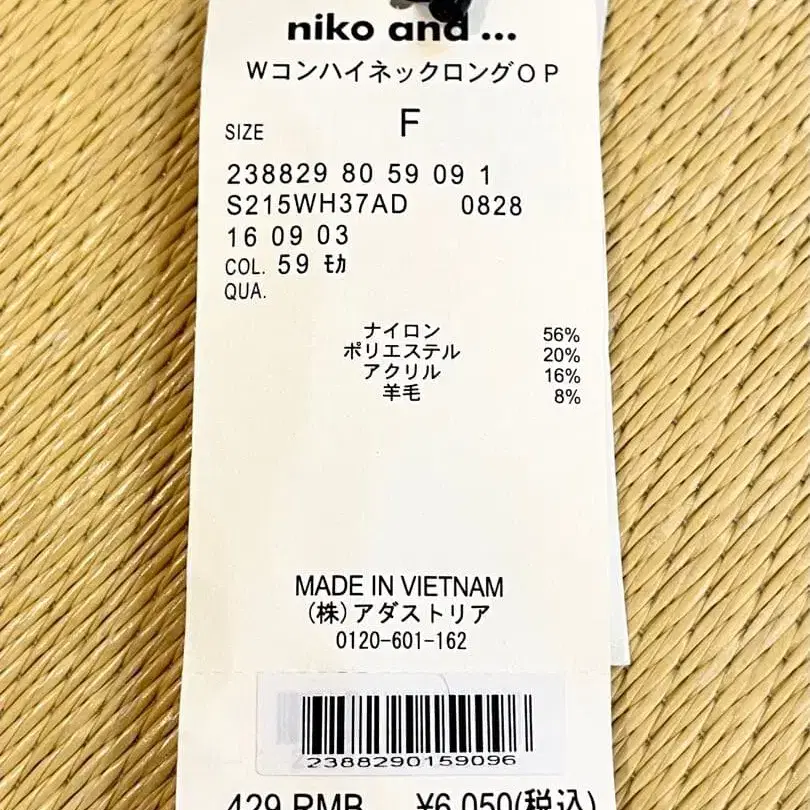 niko and ...
WコンハイネックロングOP
SIZE F
238829 80 59 09 1
S215WH37AD 0828
16 09 03
COL. 59 ﾓｶ
QUA.
ナイロン 56%
ポリエステル 20%
アクリル 16%
羊毛 8%
MADE IN VIETNAM
(株)アダストリア
0120-601-162
2388290159096
429 RMB ¥6,050(税込)